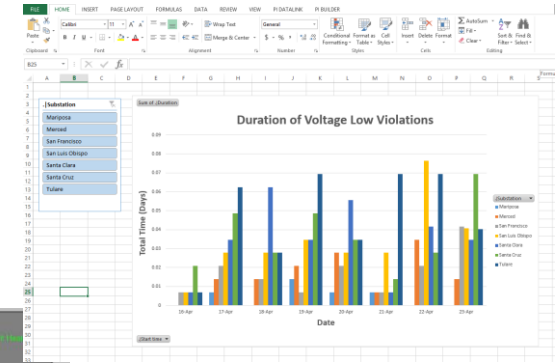 FILE HOME INSERT PAGE LAYOUT FORMULAS DATA REVIEW VIEW PI DATALINK PI BUILDER
Calibri 11 Wrap Text General AutoSum
Fill
Paste B I U Merge & Center $ % Conditional Format as Cell Insert Delete Format Clear Sort & Find &
Formatting Table Styles Filter Select
Clipboard Font Alignment Number Styles Cells Editing
B25 fx
A B C D E F G H I J K L M N O P Q R
Substation
Mariposa
Merced
San Francisco
San Luis Obispo
Santa Clara
Santa Cruz
Tulare
Sum of Duration
Duration of Voltage Low Violations
Total Time (Days)
0.09
0.08
0.07
0.06
0.05
0.04
0.03
0.02
0.01
0
16-Apr 17-Apr 18-Apr 19-Apr 20-Apr 21-Apr 22-Apr 23-Apr
Date
Start time
Substation
Mariposa
Merced
San Francisco
San Luis Obispo
Santa Clara
Santa Cruz
Tulare